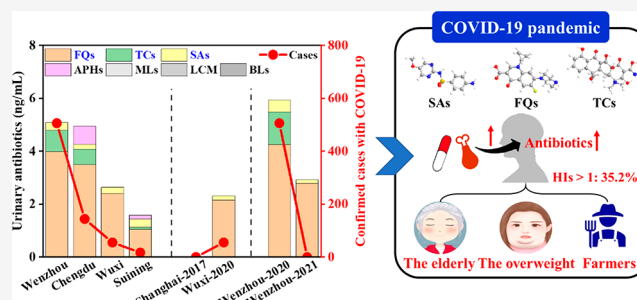 COVID-19 pandemic
FQs TCs SAs
APHs MLs LCM BLs
Cases
Urinary antibiotics (ng/mL)
8
6
4
2
0
Confirmed cases with COVID-19
800
600
400
200
0
Wenzhou
Chengdu
Wuxi
Suining
Shanghai-2017
Wuxi-2020
Wenzhou-2020
Wenzhou-2021
SAs FQs TCs
Antibiotics
HIs > 1: 35.2%
The elderly The overweight Farmers